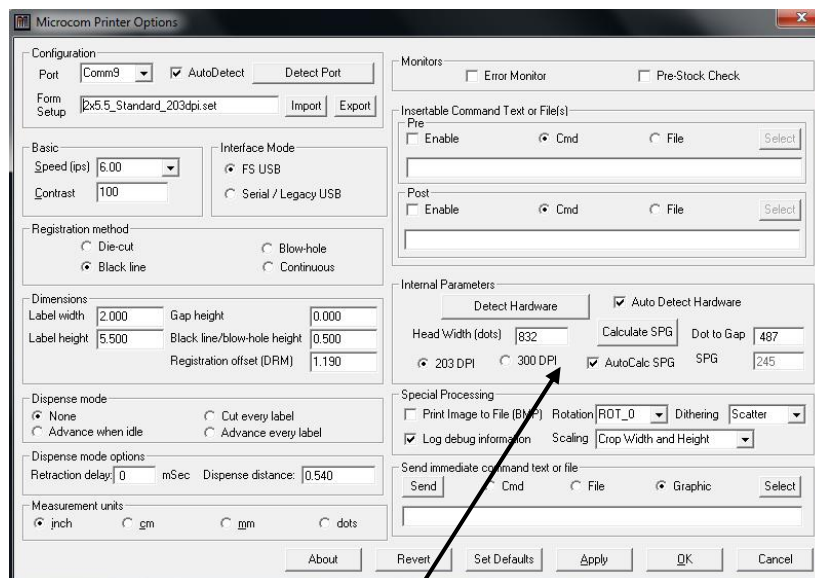 Microcom Printer Options
Configuration
Port Comm9 AutoDetect Detect Port
Form Setup 2x5.5_Standard_203dpi.set Import Export
Basic
Speed (ips) 6.00
Contrast 100
Interface Mode
FS USB
Serial / Legacy USB
Registration method
Die-cut Blow-hole
Black line Continuous
Dimensions
Label width 2.000 Gap height 0.000
Label height 5.500 Black line/blow-hole height 0.500
Registration offset (DRM) 1.190
Dispense mode
None Cut every label
Advance when idle Advance every label
Dispense mode options
Retraction delay: 0 mSec Dispense distance: 0.540
Measurement units
inch cm mm dots
Monitors
Error Monitor Pre-Stock Check
Insertable Command Text or File(s)
Pre
Enable Cmd File Select
Post
Enable Cmd File Select
Internal Parameters
Detect Hardware Auto Detect Hardware
Head Width (dots) 832 Calculate SPG Dot to Gap 487
203 DPI 300 DPI AutoCalc SPG SPG 245
Special Processing
Print Image to File (BMP) Rotation ROT_0 Dithering Scatter
Log debug information Scaling Crop Width and Height
Send immediate command text or file
Send Cmd File Graphic Select
About Revert Set Defaults Apply OK Cancel